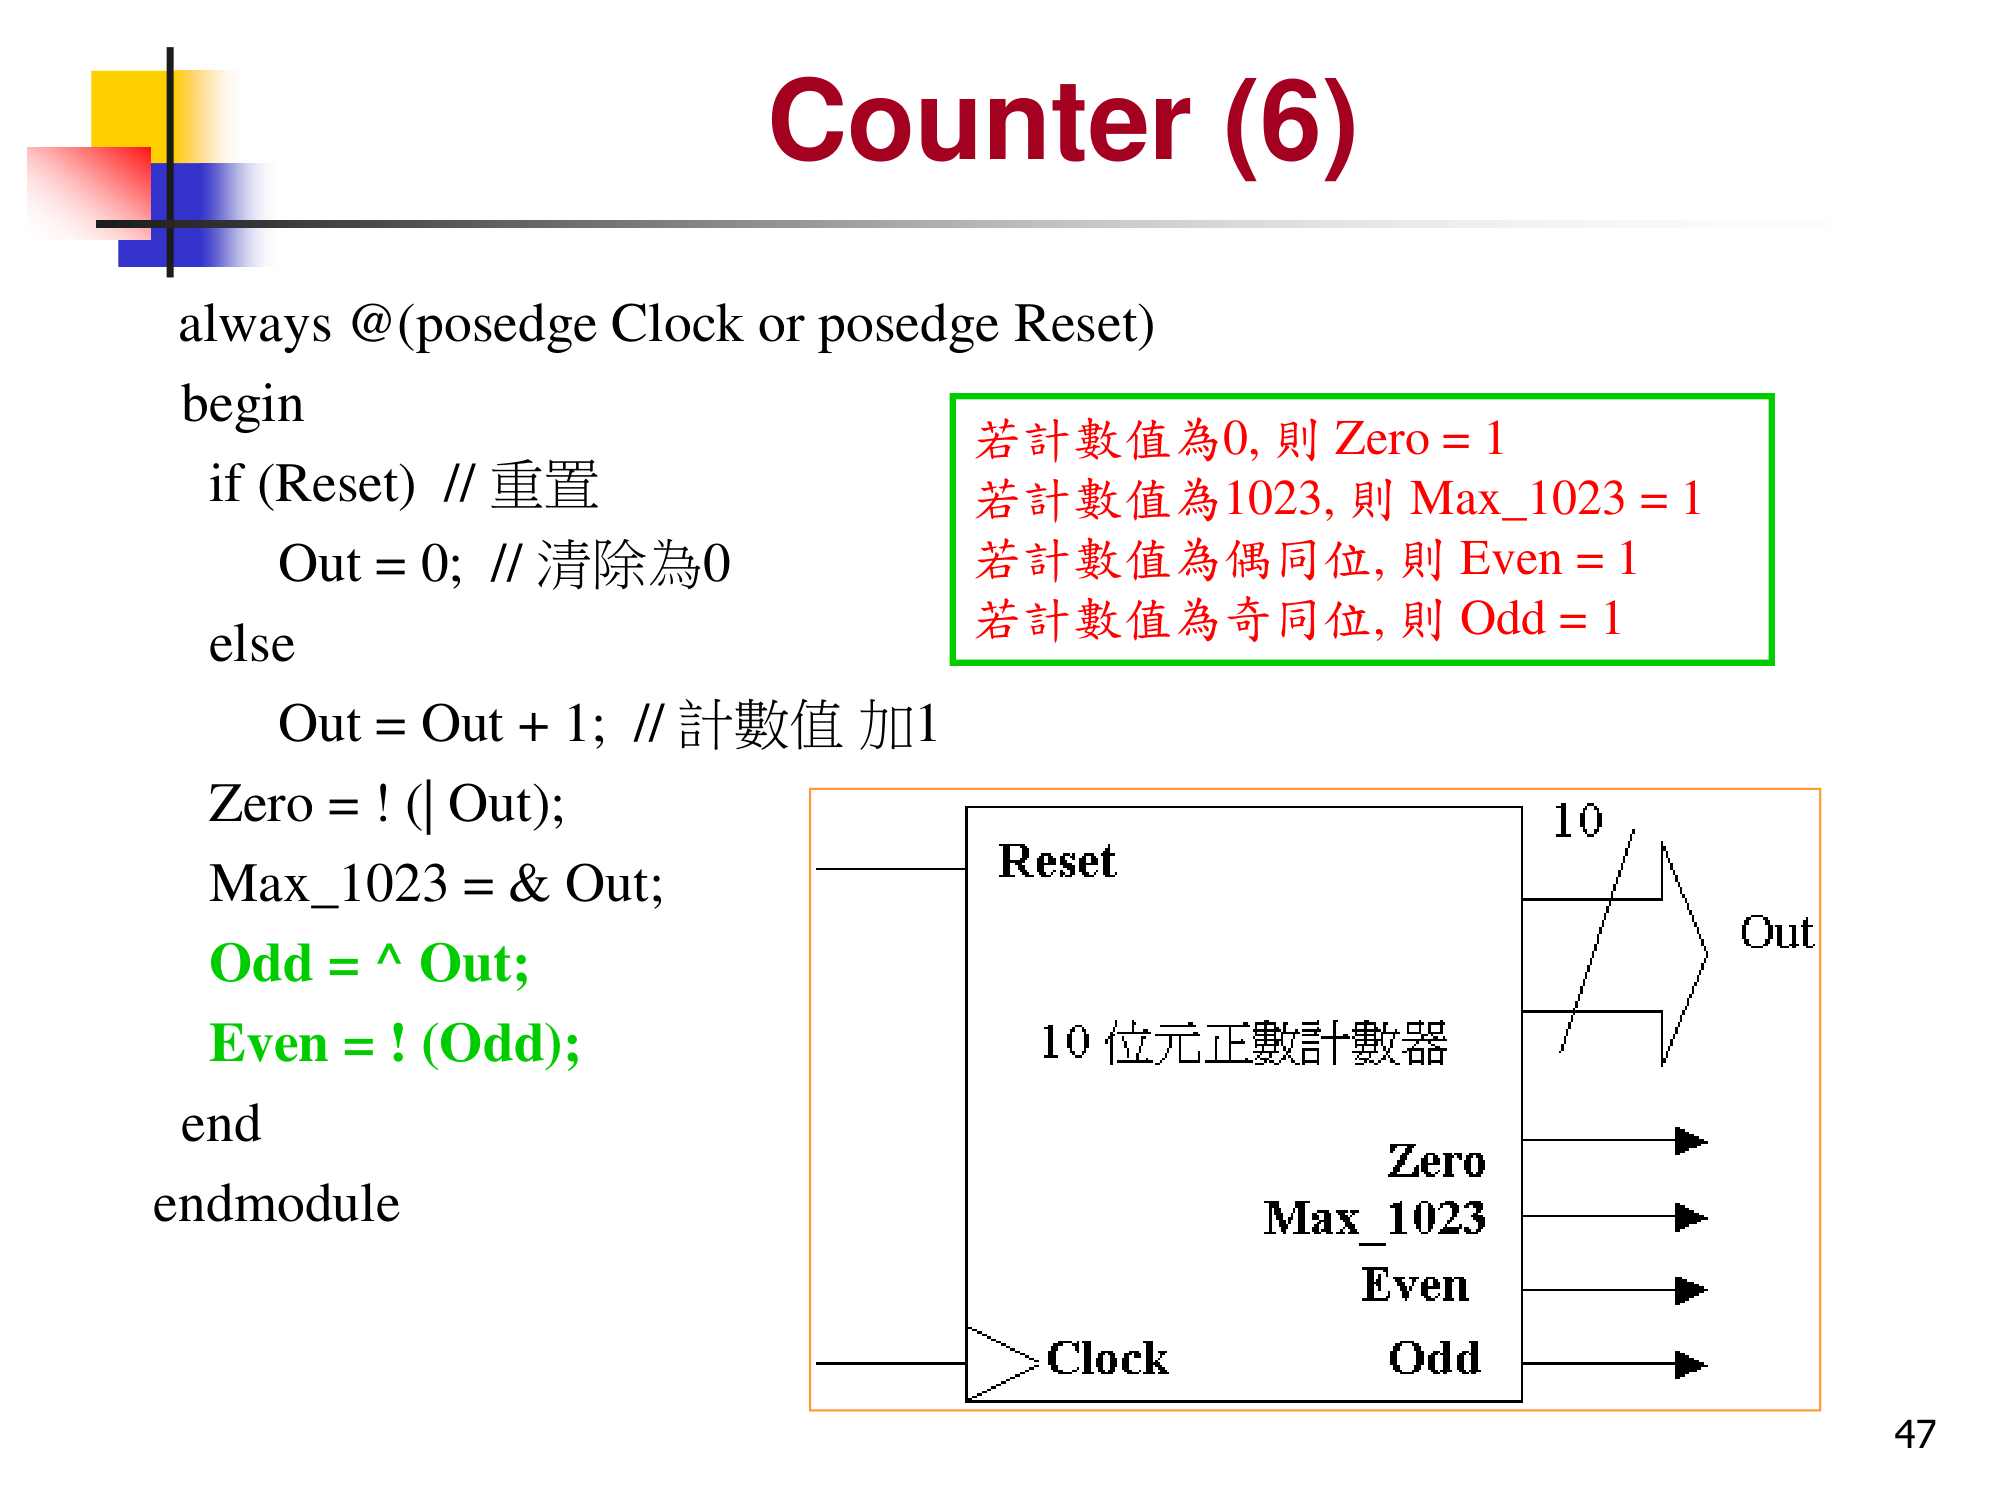 Counter (6)
always @(posedge Clock or posedge Reset)
begin
if (Reset) // 重置
Out = 0; // 清除為0
else
Out = Out + 1; // 計數值 加1
Zero = ! (| Out);
Max_1023 = & Out;
Odd = ^ Out;
Even = ! (Odd);
end
endmodule
若計數值為0, 則 Zero = 1
若計數值為1023, 則 Max_1023 = 1
若計數值為偶同位, 則 Even = 1
若計數值為奇同位, 則 Odd = 1
10
Reset
Out
10 位元正數計數器
Zero
Max_1023
Even
Clock Odd
47